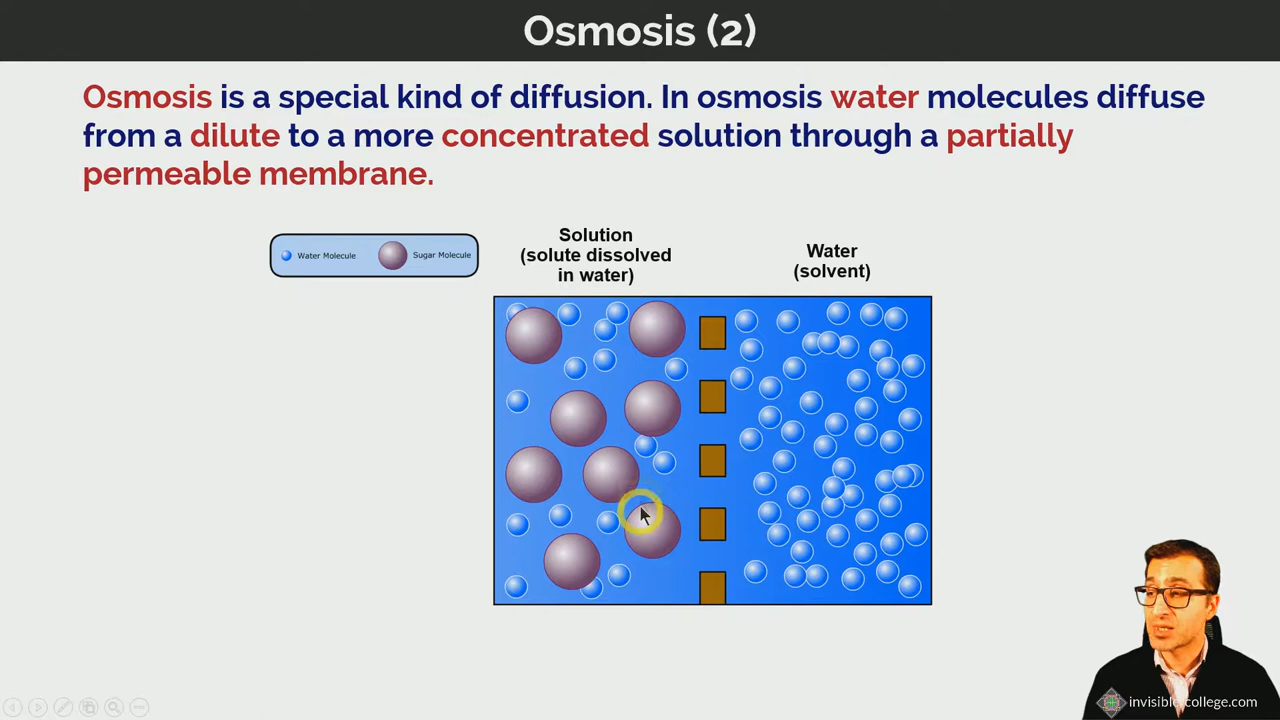 Osmosis (2)
Osmosis is a special kind of diffusion. In osmosis water molecules diffuse
from a dilute to a more concentrated solution through a partially
permeable membrane.
Water Molecule
Sugar Molecule
Solution
(solute dissolved
in water)
Water
(solvent)
invisible-college.com